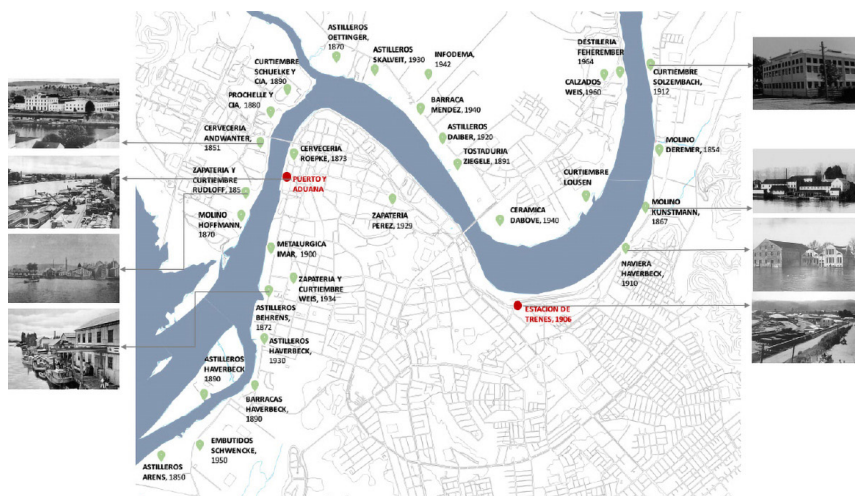 ASTILLEROS
OETTINGER,
1870
ASTILLEROS
SKALVEIT, 1930
INFODEMA,
1942
DESTILERIA
FEHEREMBER
1964
CALZADOS
WEIS,1960
CURTIEMBRE
SOLZEMBACH,
1912
CURTIEMBRE
SCHUELKE Y
CIA, 1890
PROCHELLE Y
CIA, 1880
BARRACA
MENDEZ, 1940
CERVECERIA
ANDWANTER,
1851
ASTILLEROS
DAIBER, 1920
CERVECERIA
ROEPKE, 1873
TOSTADURIA
ZIEGELE, 1891
MOLINO
DEREMER, 1854
PUERTO Y
ADUANA
ZAPATERIA Y
CURTIEMBRE
RUDLOFF, 185
CURTIEMBRE
LOUSEN
MOLINO
HOFFMANN,
1870
ZAPATERIA
PEREZ, 1929
CERAMICA
DABOVE, 1940
MOLINO
KUNSTMANN,
1867
METALURGICA
IMAR, 1900
NAVIERA
HAVERBECK,
1910
ZAPATERIA Y
CURTIEMBRE
WEIS, 1934
ASTILLEROS
BEHRENS,
1872
ESTACION DE
TRENES, 1906
ASTILLEROS
HAVERBECK,
1930
ASTILLEROS
HAVERBECK
1890
BARRACAS
HAVERBECK,
1890
EMBUTIDOS
SCHWENCKE,
1950
ASTILLEROS
ARENS, 1850